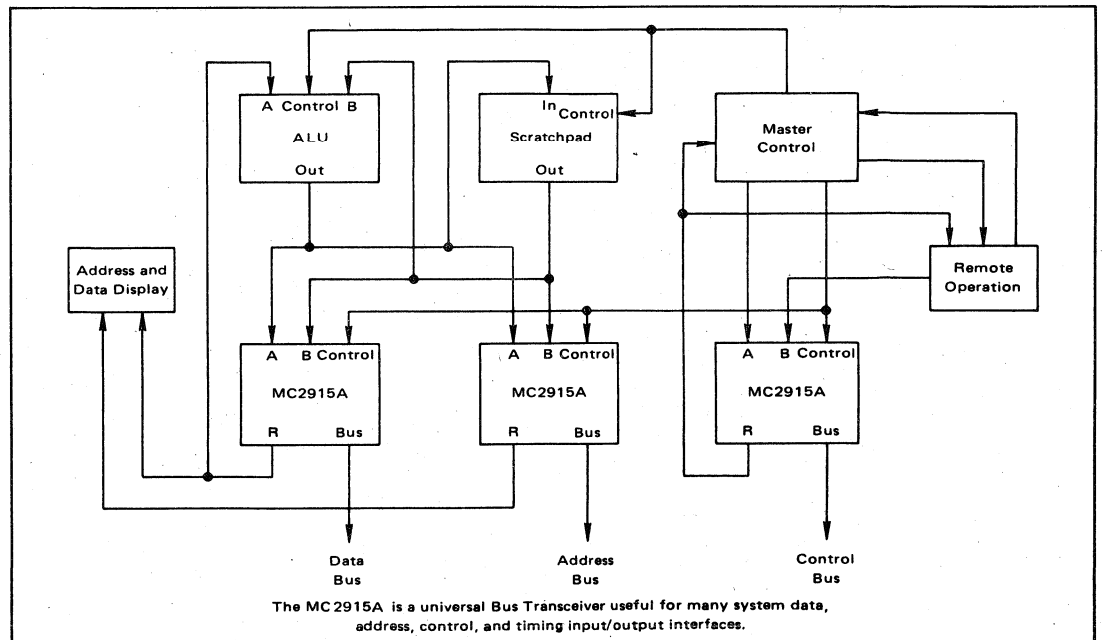 A Control B
ALU
Out
In
Control
Scratchpad
Out
Master
Control
Address and
Data Display
Remote
Operation
A B Control
MC2915A
R Bus
A B Control
MC2915A
R Bus
A B Control
MC2915A
R Bus
Data
Bus
Address
Bus
Control
Bus
The MC2915A is a universal Bus Transceiver useful for many system data,
address, control, and timing input/output interfaces.